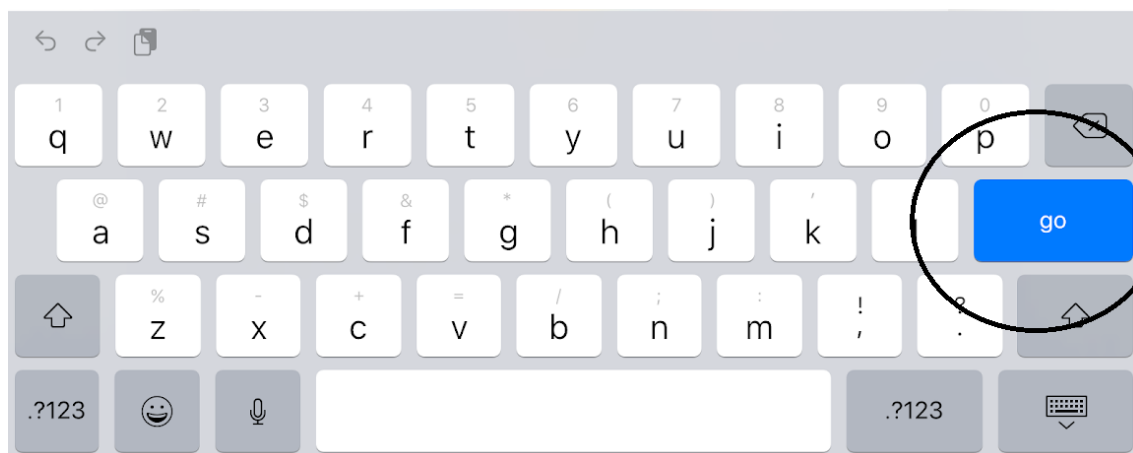 1 2 3 4 5 6 7 8 9 0
q w e r t y u i o p
@ # $ & * ( ) '
a s d f g h j k go
% - + = / ; : ! ?
z x c v b n m , .
.?123 .?123